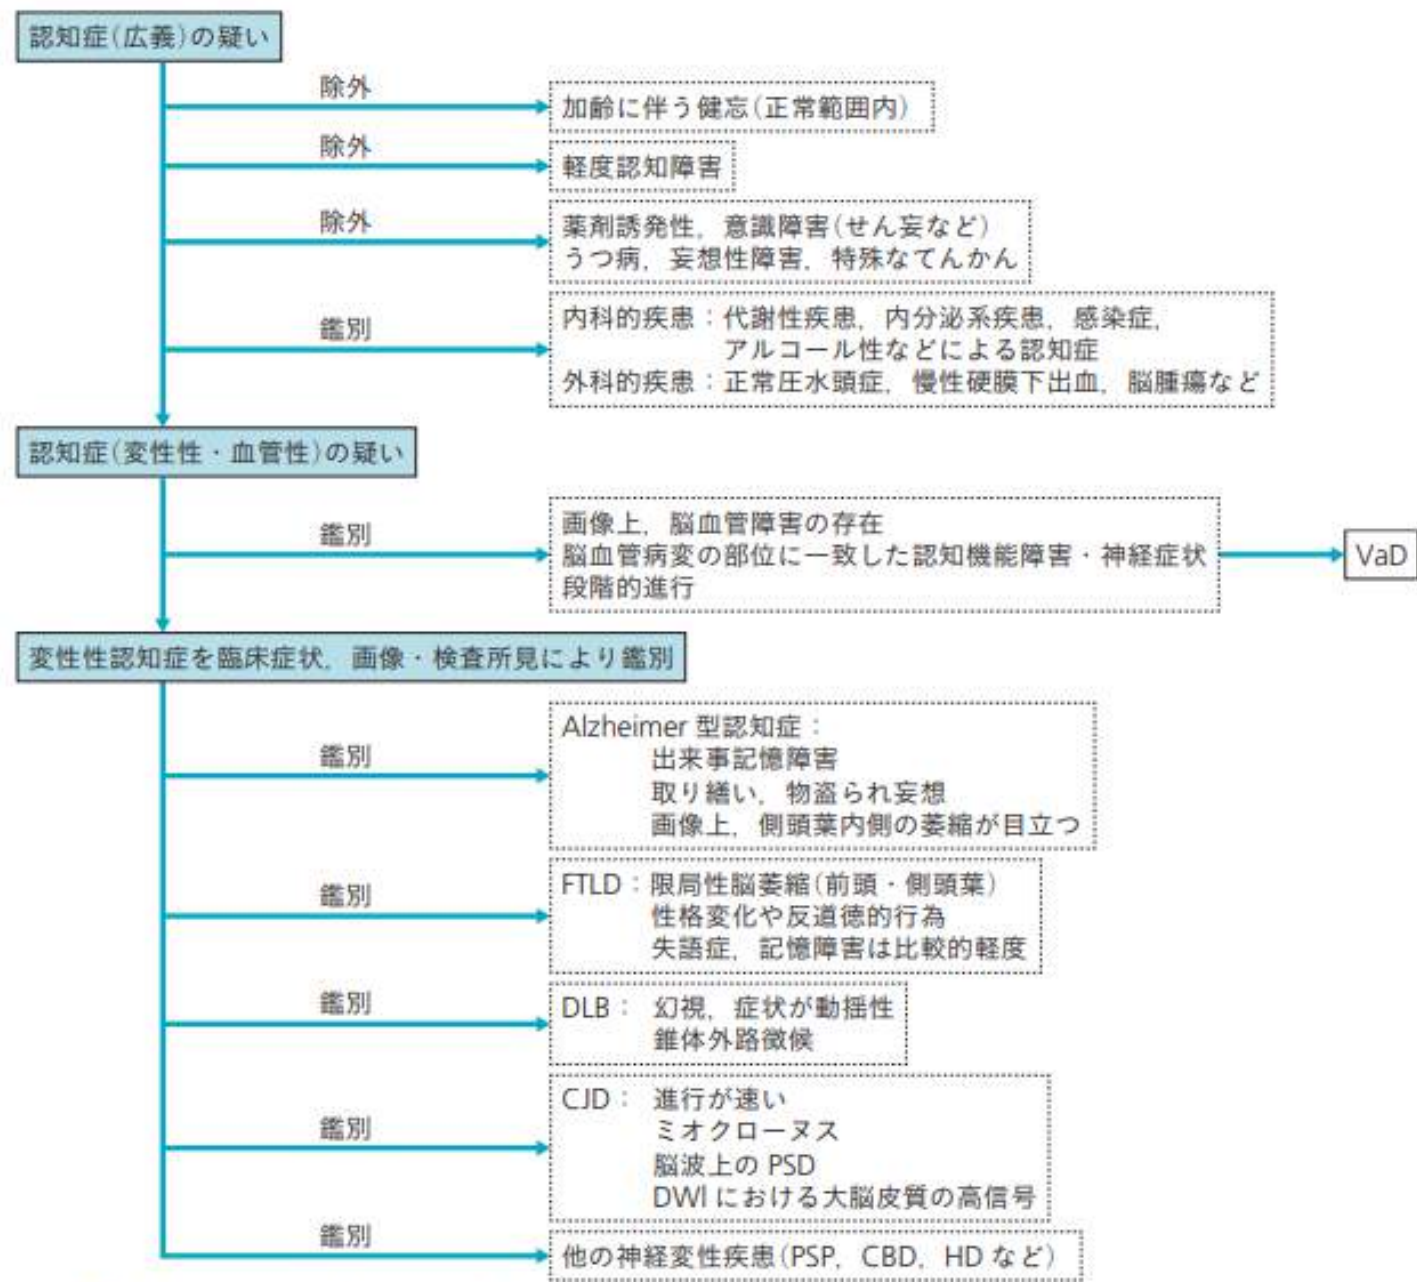 認知症(広義)の疑い
除外
加齢に伴う健忘(正常範囲内)
除外
軽度認知障害
除外
薬剤誘発性，意識障害(せん妄など)
うつ病，妄想性障害，特殊なてんかん
鑑別
内科的疾患：代謝性疾患，内分泌系疾患，感染症，
アルコール性などによる認知症
外科的疾患：正常圧水頭症，慢性硬膜下出血，脳腫瘍など
認知症(変性性・血管性)の疑い
鑑別
画像上，脳血管障害の存在
脳血管病変の部位に一致した認知機能障害・神経症状
段階的進行
VaD
変性性認知症を臨床症状，画像・検査所見により鑑別
鑑別
Alzheimer 型認知症：
出来事記憶障害
取り繕い，物盗られ妄想
画像上，側頭葉内側の萎縮が目立つ
鑑別
FTLD：限局性脳萎縮(前頭・側頭葉)
性格変化や反道徳的行為
失語症，記憶障害は比較的軽度
鑑別
DLB： 幻視，症状が動揺性
錐体外路徴候
鑑別
CJD： 進行が速い
ミオクローヌス
脳波上の PSD
DWI における大脳皮質の高信号
鑑別
他の神経変性疾患(PSP，CBD，HD など)